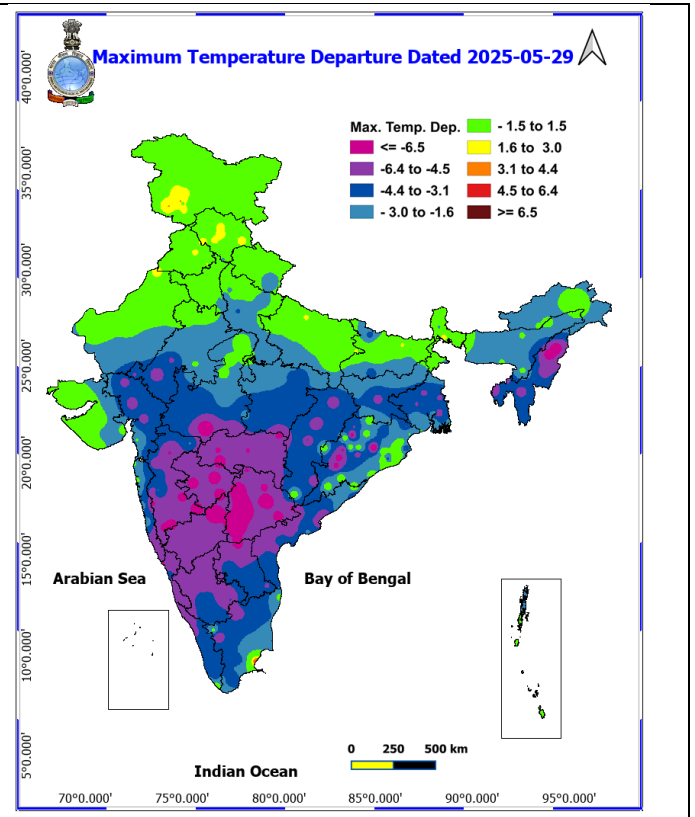 Maximum Temperature Departure Dated 2025-05-29
Max. Temp. Dep.
<= -6.5
-6.4 to -4.5
-4.4 to -3.1
- 3.0 to -1.6
- 1.5 to 1.5
1.6 to 3.0
3.1 to 4.4
4.5 to 6.4
>= 6.5
40°0.000'
35°0.000'
30°0.000'
25°0.000'
20°0.000'
15°0.000'
10°0.000'
5°0.000'
Arabian Sea
Bay of Bengal
Indian Ocean
0 250 500 km
70°0.000' 75°0.000' 80°0.000' 85°0.000' 90°0.000' 95°0.000'